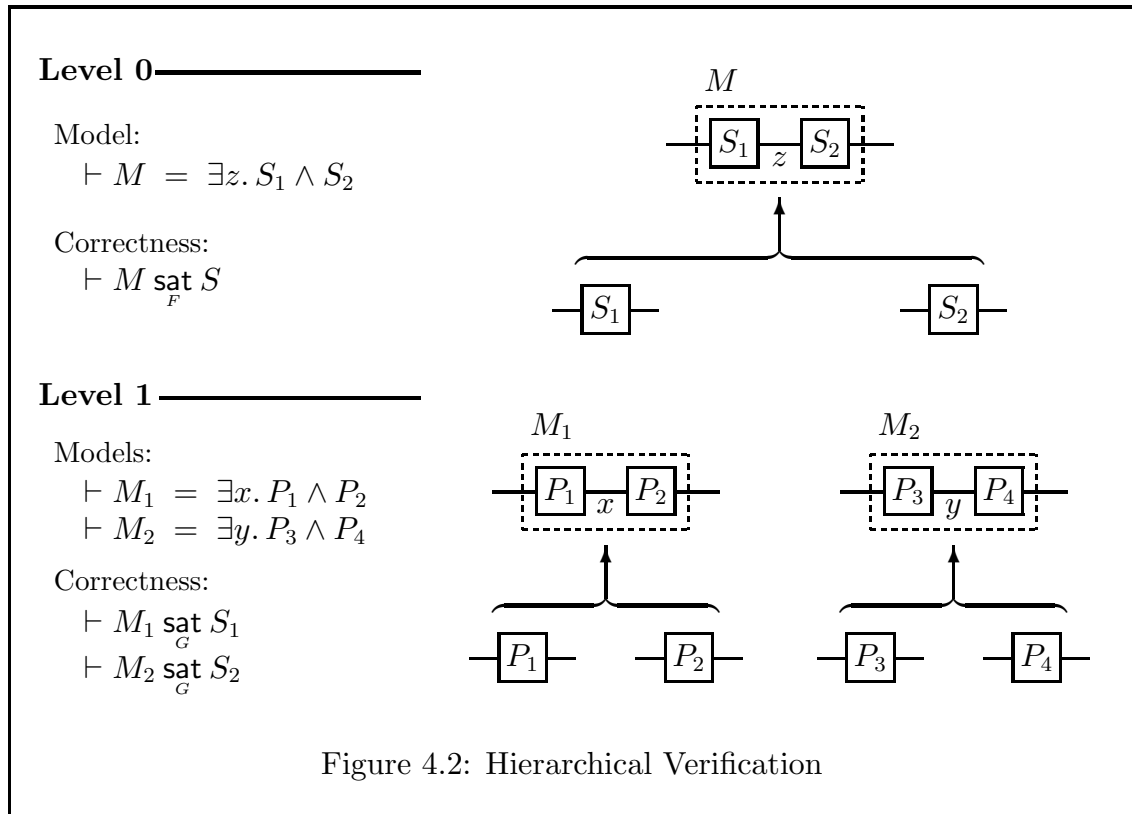 Level 0
Model:
⊢ M = ∃z. S₁ ∧ S₂
Correctness:
⊢ M sat_F S
M
S₁ z S₂
S₁ S₂
Level 1
Models:
⊢ M₁ = ∃x. P₁ ∧ P₂
⊢ M₂ = ∃y. P₃ ∧ P₄
Correctness:
⊢ M₁ sat_G S₁
⊢ M₂ sat_G S₂
M₁ M₂
P₁ x P₂ P₃ y P₄
P₁ P₂ P₃ P₄
Figure 4.2: Hierarchical Verification